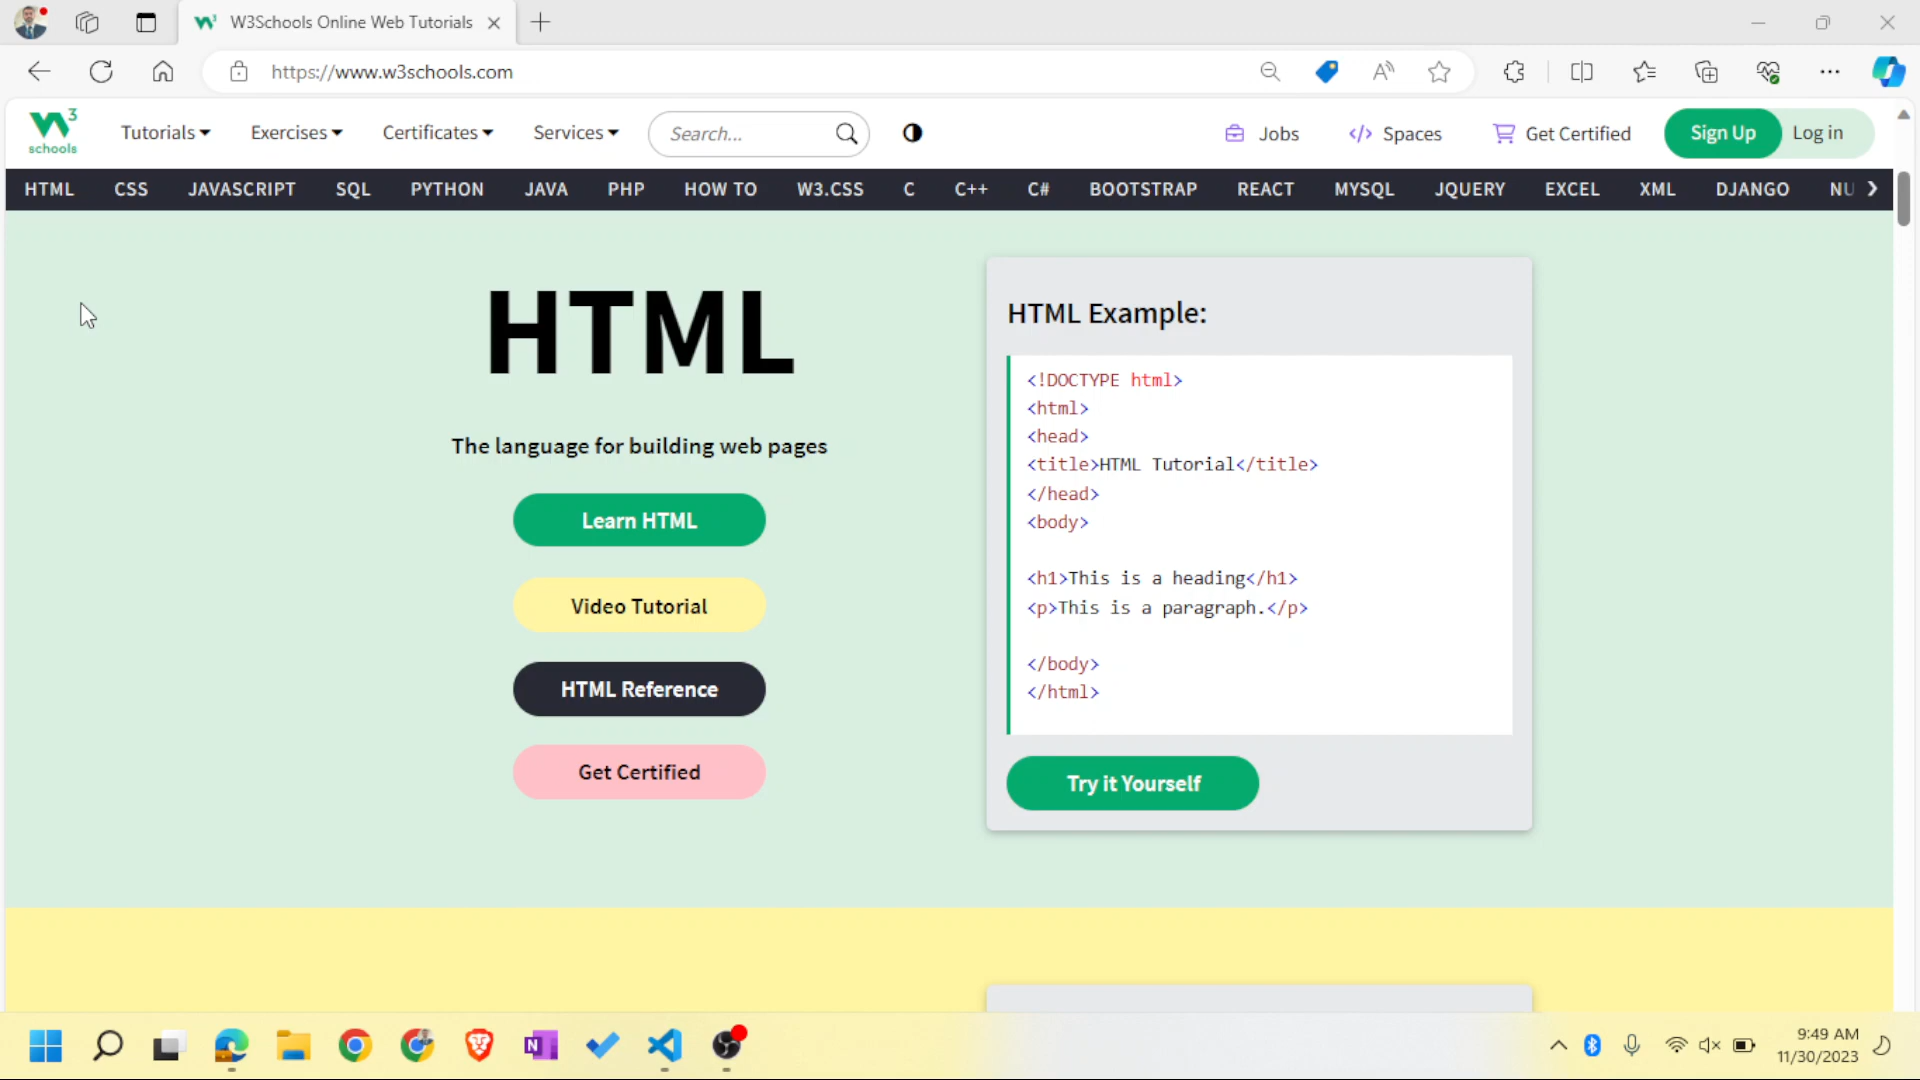 W3Schools Online Web Tutorials
https://www.w3schools.com
W3 schools
Tutorials
Exercises
Certificates
Services
Search...
Jobs
Spaces
Get Certified
Sign Up
Log in
HTML CSS JAVASCRIPT SQL PYTHON JAVA PHP HOW TO W3.CSS C C++ C# BOOTSTRAP REACT MYSQL JQUERY EXCEL XML DJANGO NU
HTML
The language for building web pages
Learn HTML
Video Tutorial
HTML Reference
Get Certified
HTML Example:
<!DOCTYPE html>
<html>
<head>
<title>HTML Tutorial</title>
</head>
<body>
<h1>This is a heading</h1>
<p>This is a paragraph.</p>
</body>
</html>
Try it Yourself
9:49 AM
11/30/2023